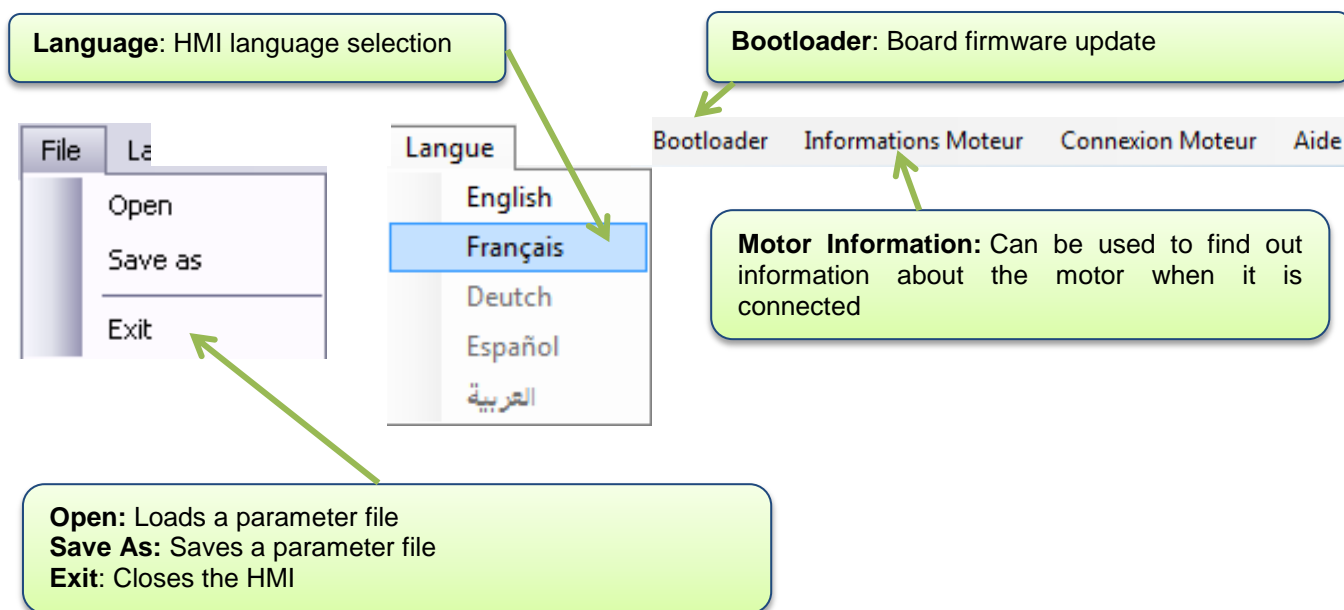 Language: HMI language selection
Bootloader: Board firmware update
File La
Open
Save as
Exit
Langue
English
Français
Deutch
Español
العربية
Bootloader Informations Moteur Connexion Moteur Aide
Motor Information: Can be used to find out
information about the motor when it is
connected
Open: Loads a parameter file
Save As: Saves a parameter file
Exit: Closes the HMI